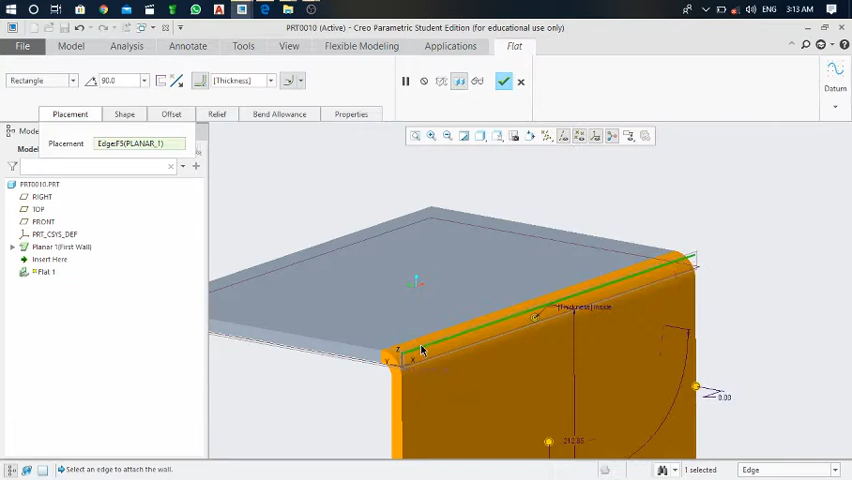 ENG 3:13 AM
PRT0010 (Active) - Creo Parametric Student Edition (for educational use only)
File Model Analysis Annotate Tools View Flexible Modeling Applications Flat
Rectangle 90.0 [Thickness]
Datum
Placement Shape Offset Relief Bend Allowance Properties
Placement Edge:F5(PLANAR_1)
PRT0010.PRT
RIGHT
TOP
FRONT
PRT_CSYS_DEF
Planar 1(First Wall)
Insert Here
Flat 1
Z
Y X
[Thickness] Inside
0.00
Select an edge to attach the wall.
1 selected Edge